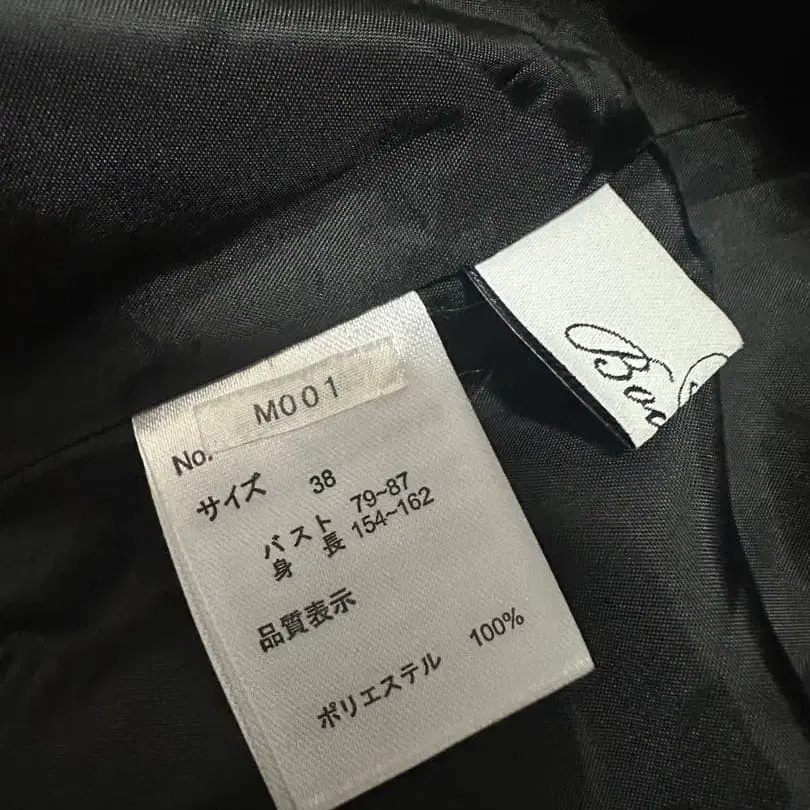 No. M001
サイズ 38
バスト 79~87
身長 154~162
品質表示
ポリエステル 100%